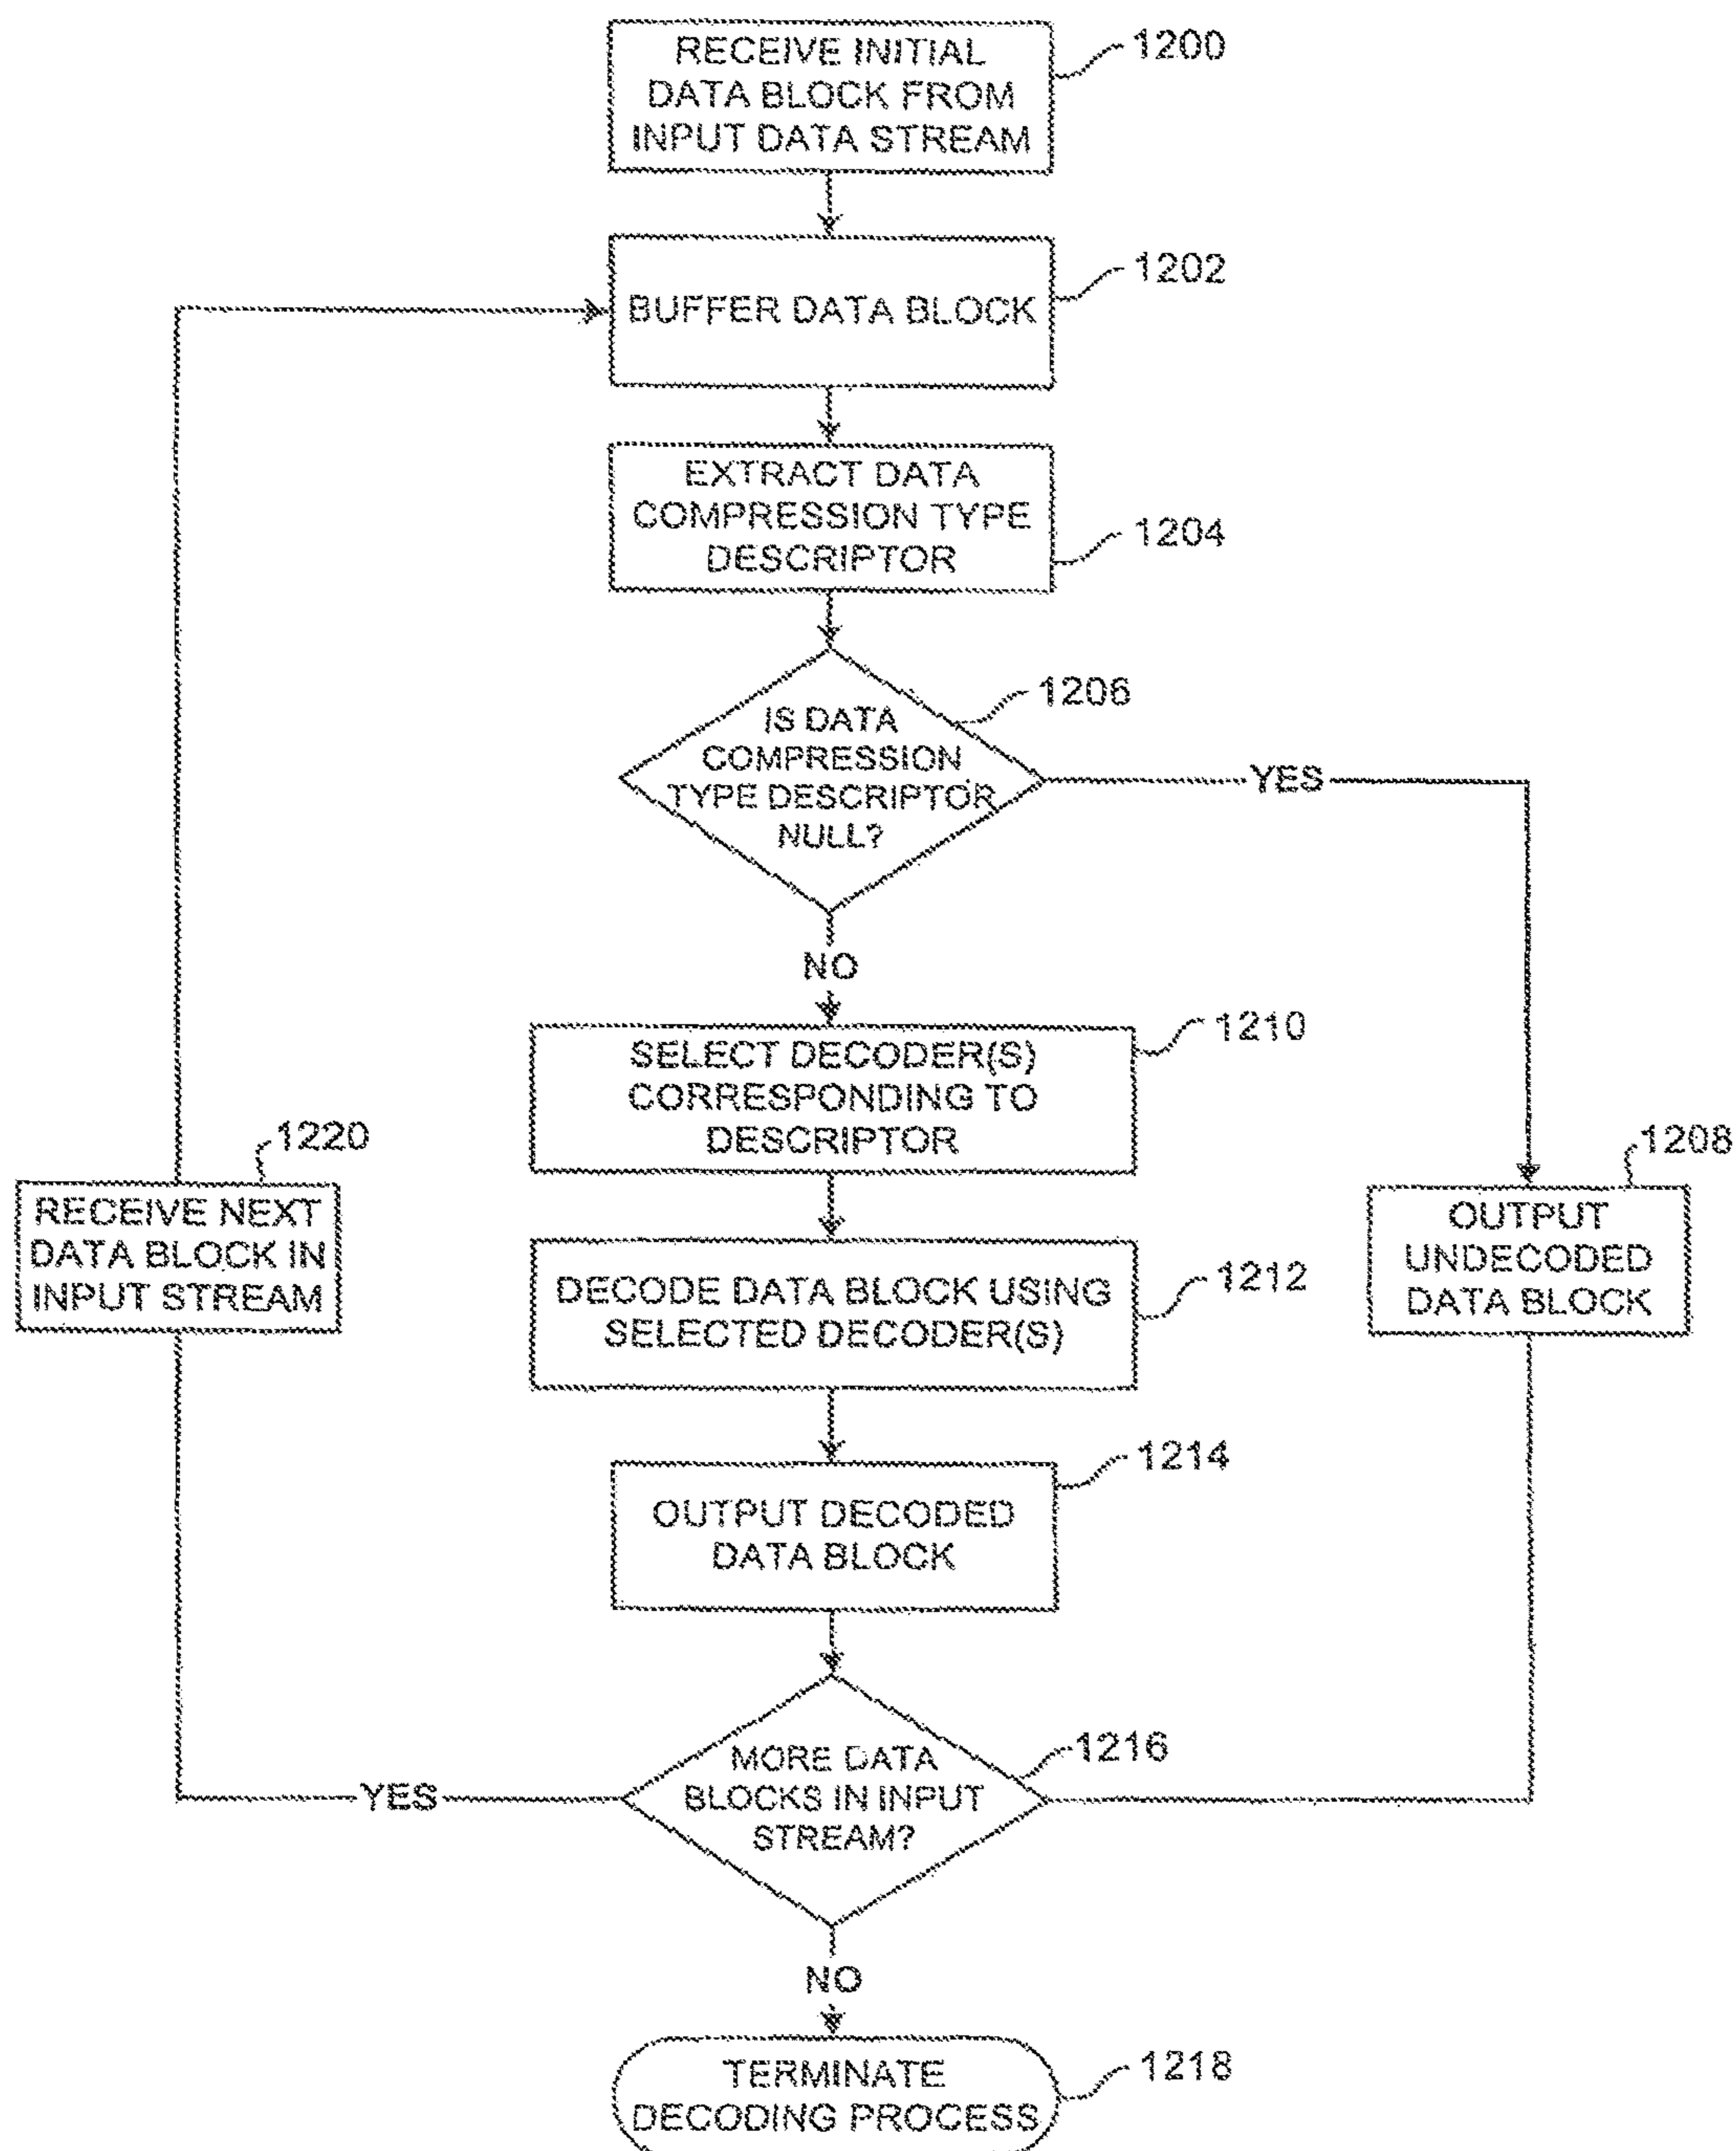 RECEIVE INITIAL
DATA BLOCK FROM
INPUT DATA STREAM
1200
BUFFER DATA BLOCK
1202
EXTRACT DATA
COMPRESSION TYPE
DESCRIPTOR
1204
IS DATA
COMPRESSION
TYPE DESCRIPTOR
NULL?
1206
YES
NO
SELECT DECODER(S)
CORRESPONDING TO
DESCRIPTOR
1210
1220
RECEIVE NEXT
DATA BLOCK IN
INPUT STREAM
1208
OUTPUT
UNDECODED
DATA BLOCK
DECODE DATA BLOCK USING
SELECTED DECODER(S)
1212
OUTPUT DECODED
DATA BLOCK
1214
MORE DATA
BLOCKS IN INPUT
STREAM?
1216
YES
NO
TERMINATE
DECODING PROCESS
1218